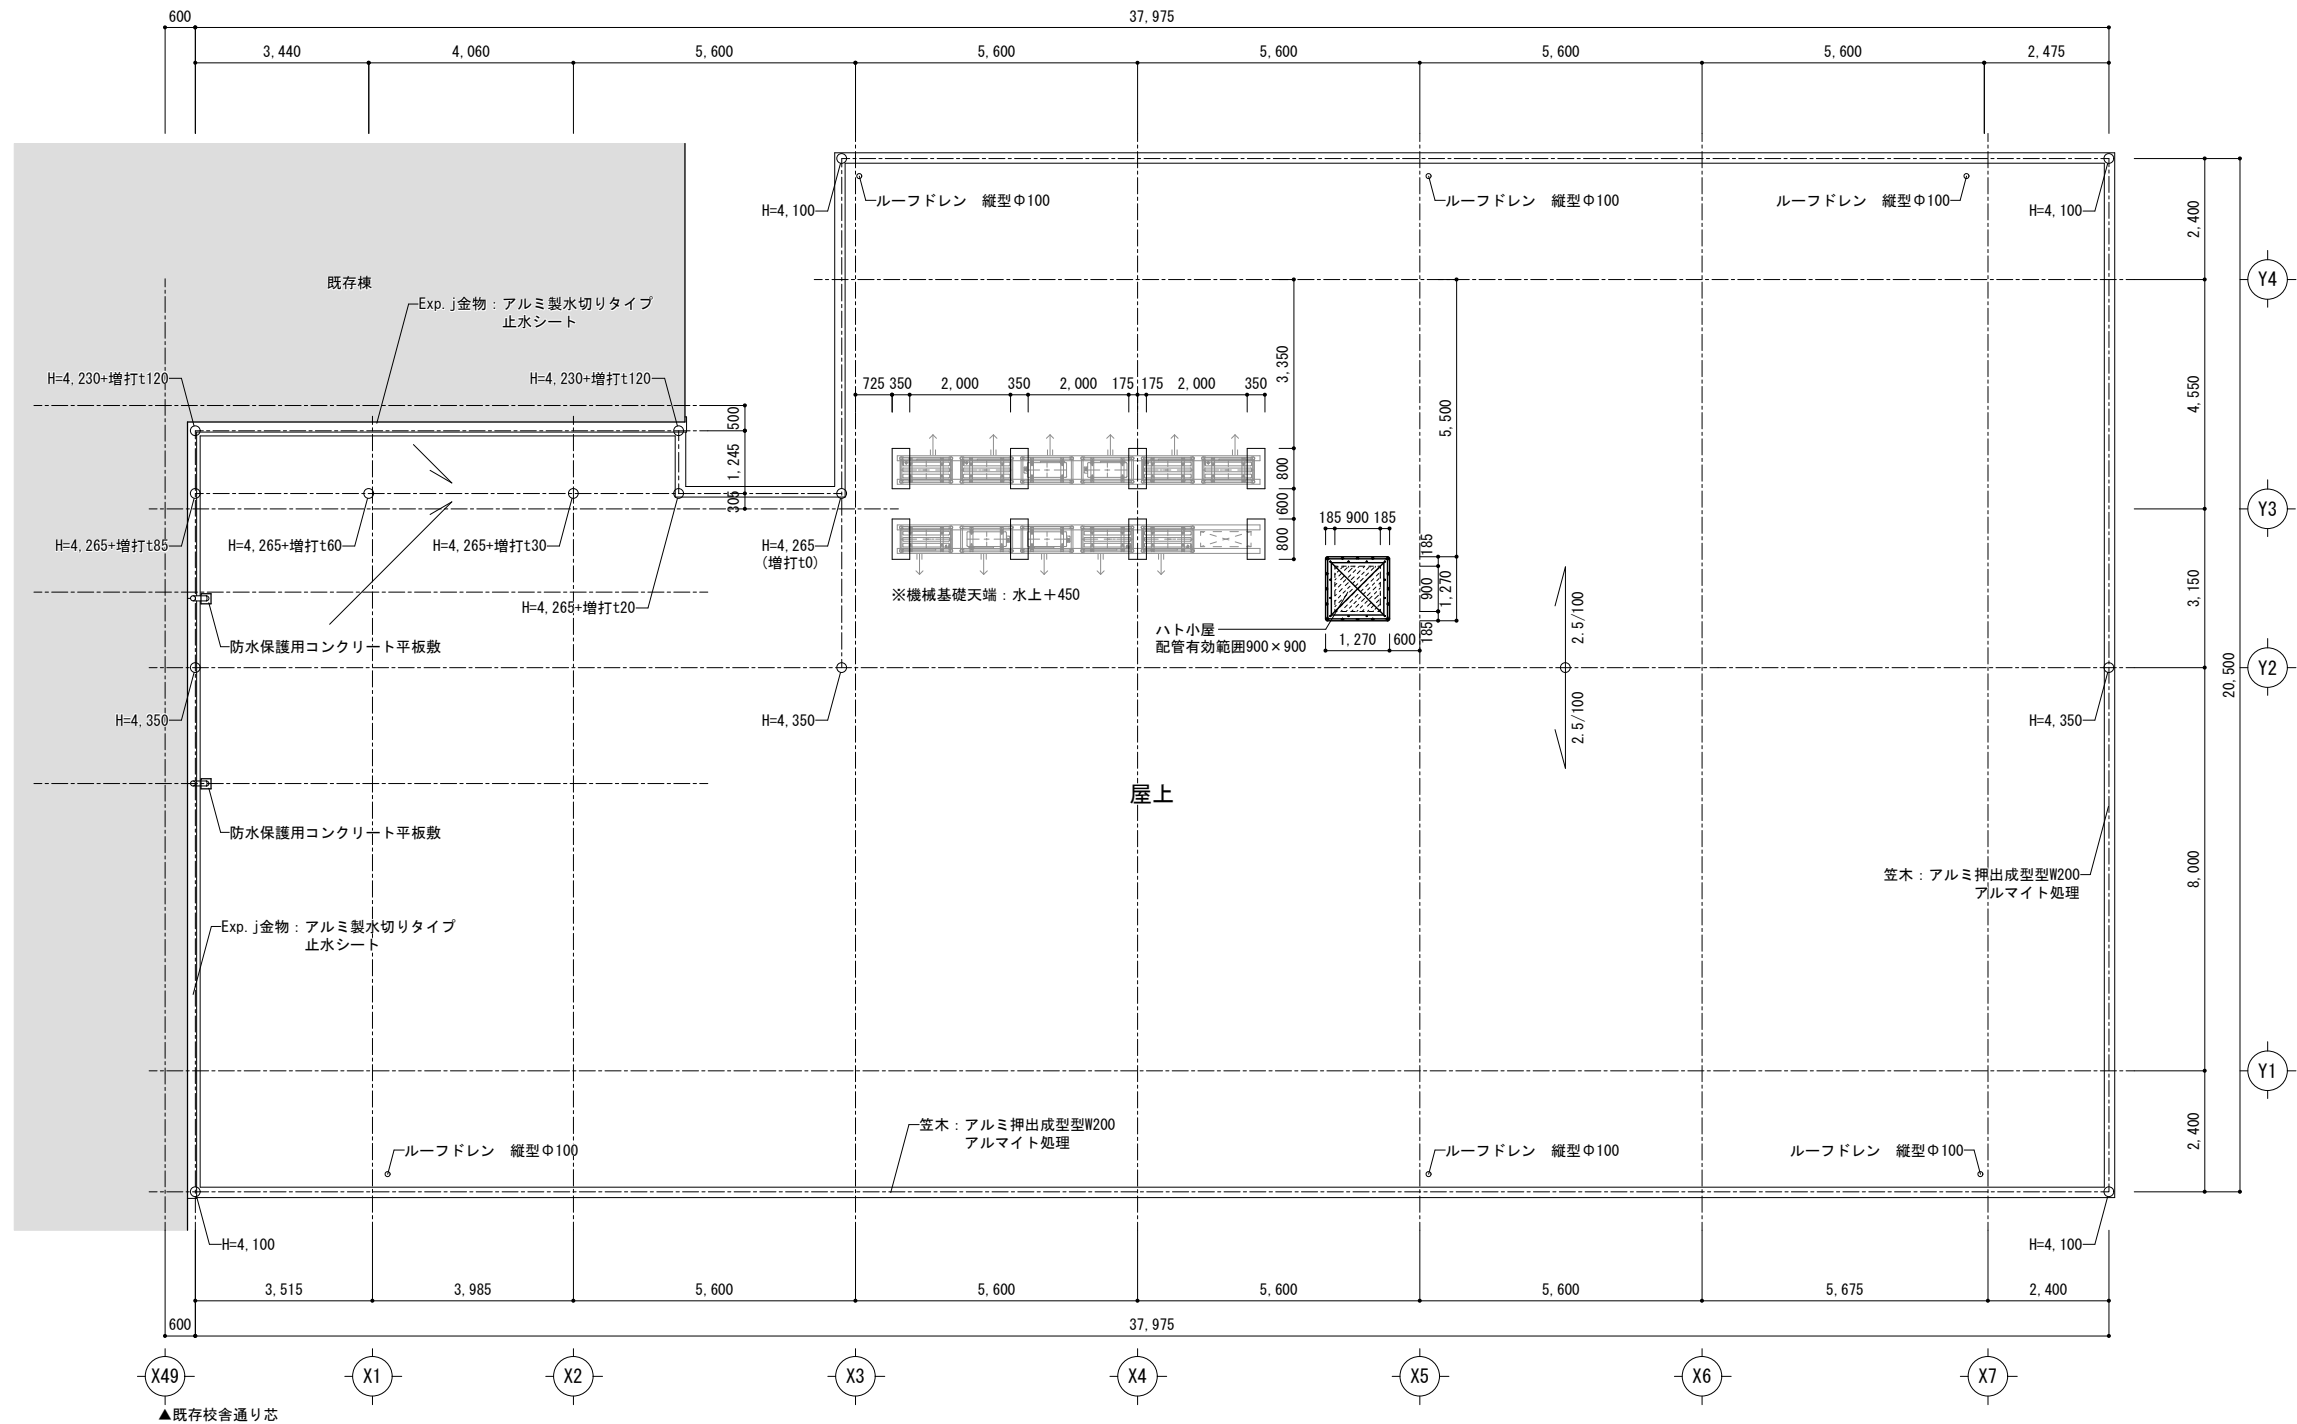 600
37,975
3,440
4,060
5,600
5,600
5,600
5,600
5,600
2,475
H=4,100
ルーフドレン 縦型Φ100
ルーフドレン 縦型Φ100
ルーフドレン 縦型Φ100
H=4,100
2,400
既存棟
Y4
Exp.j金物：アルミ製水切りタイプ
止水シート
3,350
H=4,230+増打t120
H=4,230+増打t120
725
350
2,000
350
2,000
175
175
2,000
350
500
5,500
4,550
1,245
800
305
600
Y3
185
900
185
H=4,265+増打t85
H=4,265+増打t60
H=4,265+増打t30
H=4,265
(増打t0)
800
185
※機械基礎天端：水上＋450
900
1,270
3,150
H=4,265+増打t20
2.5/100
ハト小屋
配管有効範囲900×900
1,270
600
185
防水保護用コンクリート平板敷
Y2
20,500
H=4,350
H=4,350
2.5/100
H=4,350
屋上
防水保護用コンクリート平板敷
8,000
笠木：アルミ押出成型型W200
アルマイト処理
Exp.j金物：アルミ製水切りタイプ
止水シート
Y1
笠木：アルミ押出成型型W200
アルマイト処理
2,400
ルーフドレン 縦型Φ100
ルーフドレン 縦型Φ100
ルーフドレン 縦型Φ100
H=4,100
H=4,100
3,515
3,985
5,600
5,600
5,600
5,600
5,675
2,400
600
37,975
X49
X1
X2
X3
X4
X5
X6
X7
▲既存校舎通り芯